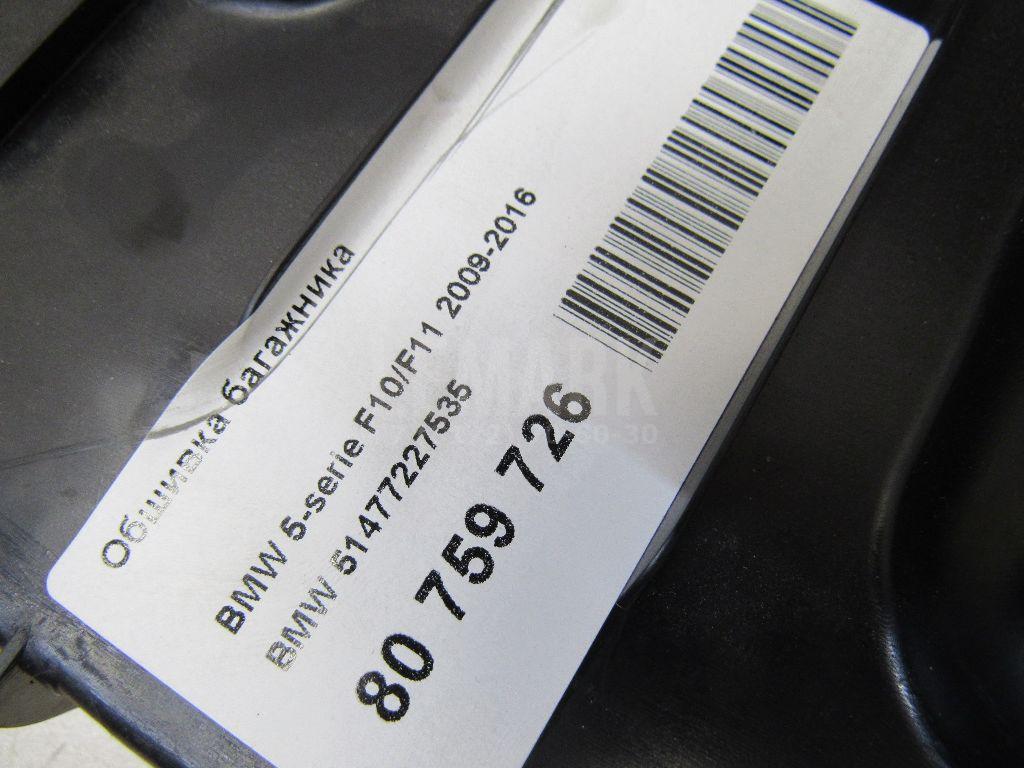 Обшивка багажника
BMW 5-serie F10/F11 2009-2016
BMW 51477227535
80 759 726